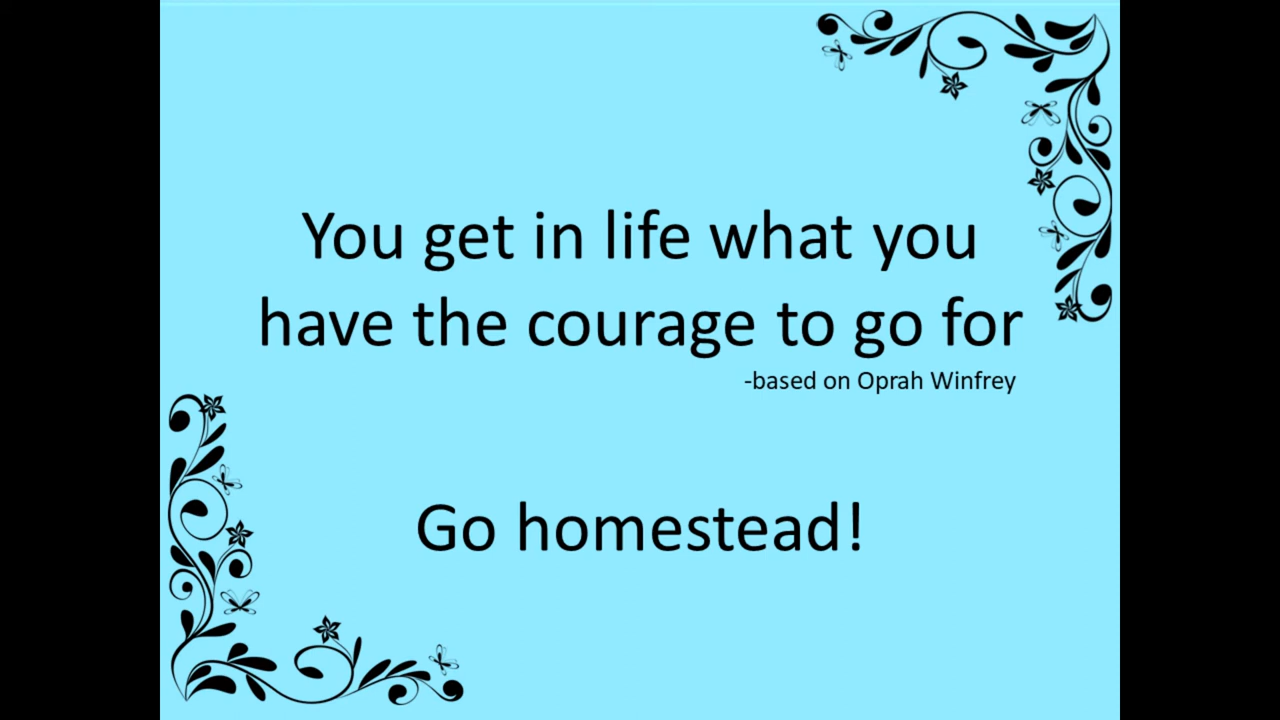 You get in life what you
have the courage to go for
-based on Oprah Winfrey
Go homestead!